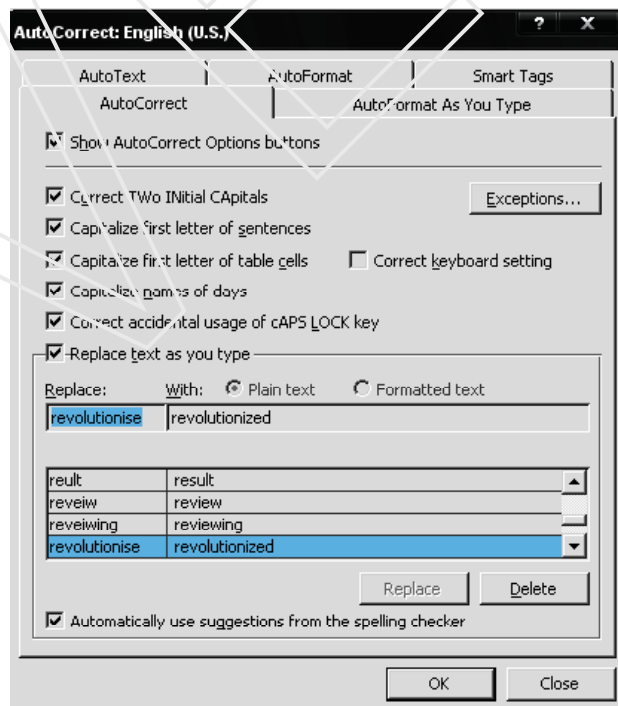 AutoCorrect: English (U.S.) ? X
AutoText AutoFormat Smart Tags
AutoCorrect AutoFormat As You Type
Show AutoCorrect Options buttons
Correct TWo INitial CApitals Exceptions...
Capitalize first letter of sentences
Capitalize first letter of table cells Correct keyboard setting
Capitalize names of days
Correct accidental usage of cAPS LOCK key
Replace text as you type
Replace: With: Plain text Formatted text
revolutionise revolutionized
reult result
reveiw review
reveiwing reviewing
revolutionise revolutionized
Replace Delete
Automatically use suggestions from the spelling checker
OK Close